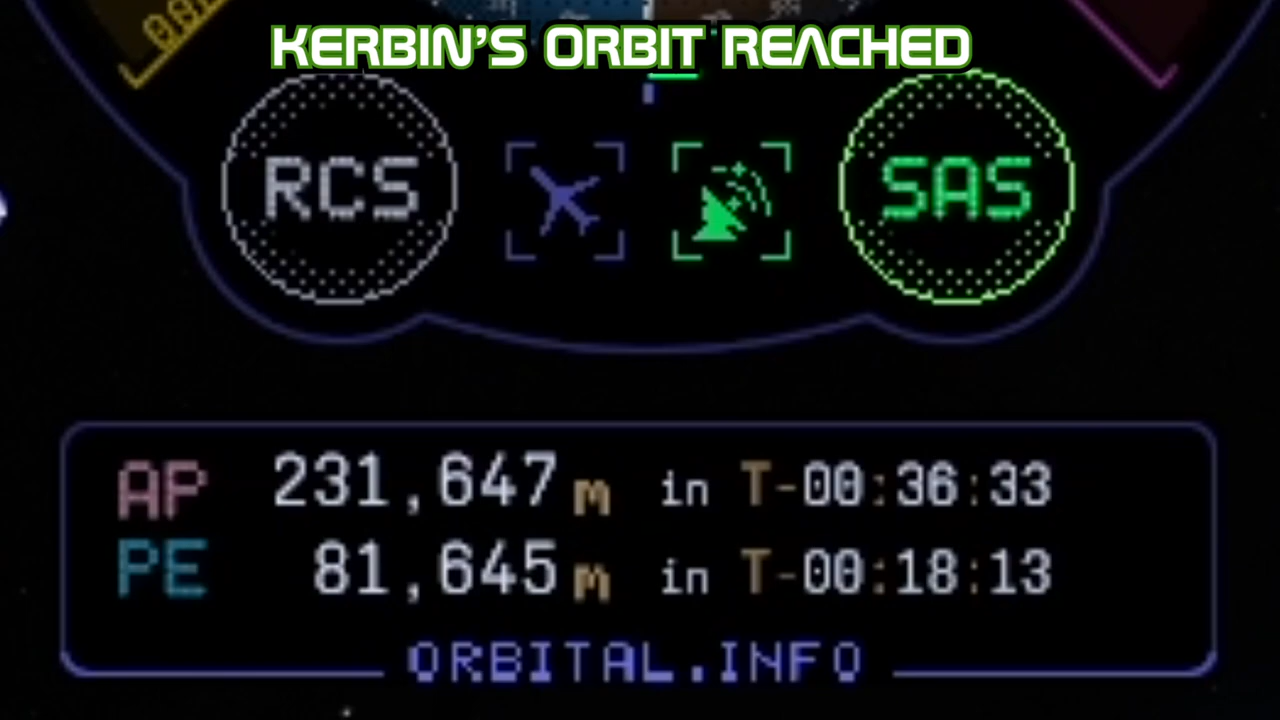 KERBIN'S ORBIT REACHED
RCS
SAS
AP 231,647 m in T-00:36:33
PE 81,645 m in T-00:18:13
ORBITAL.INFO